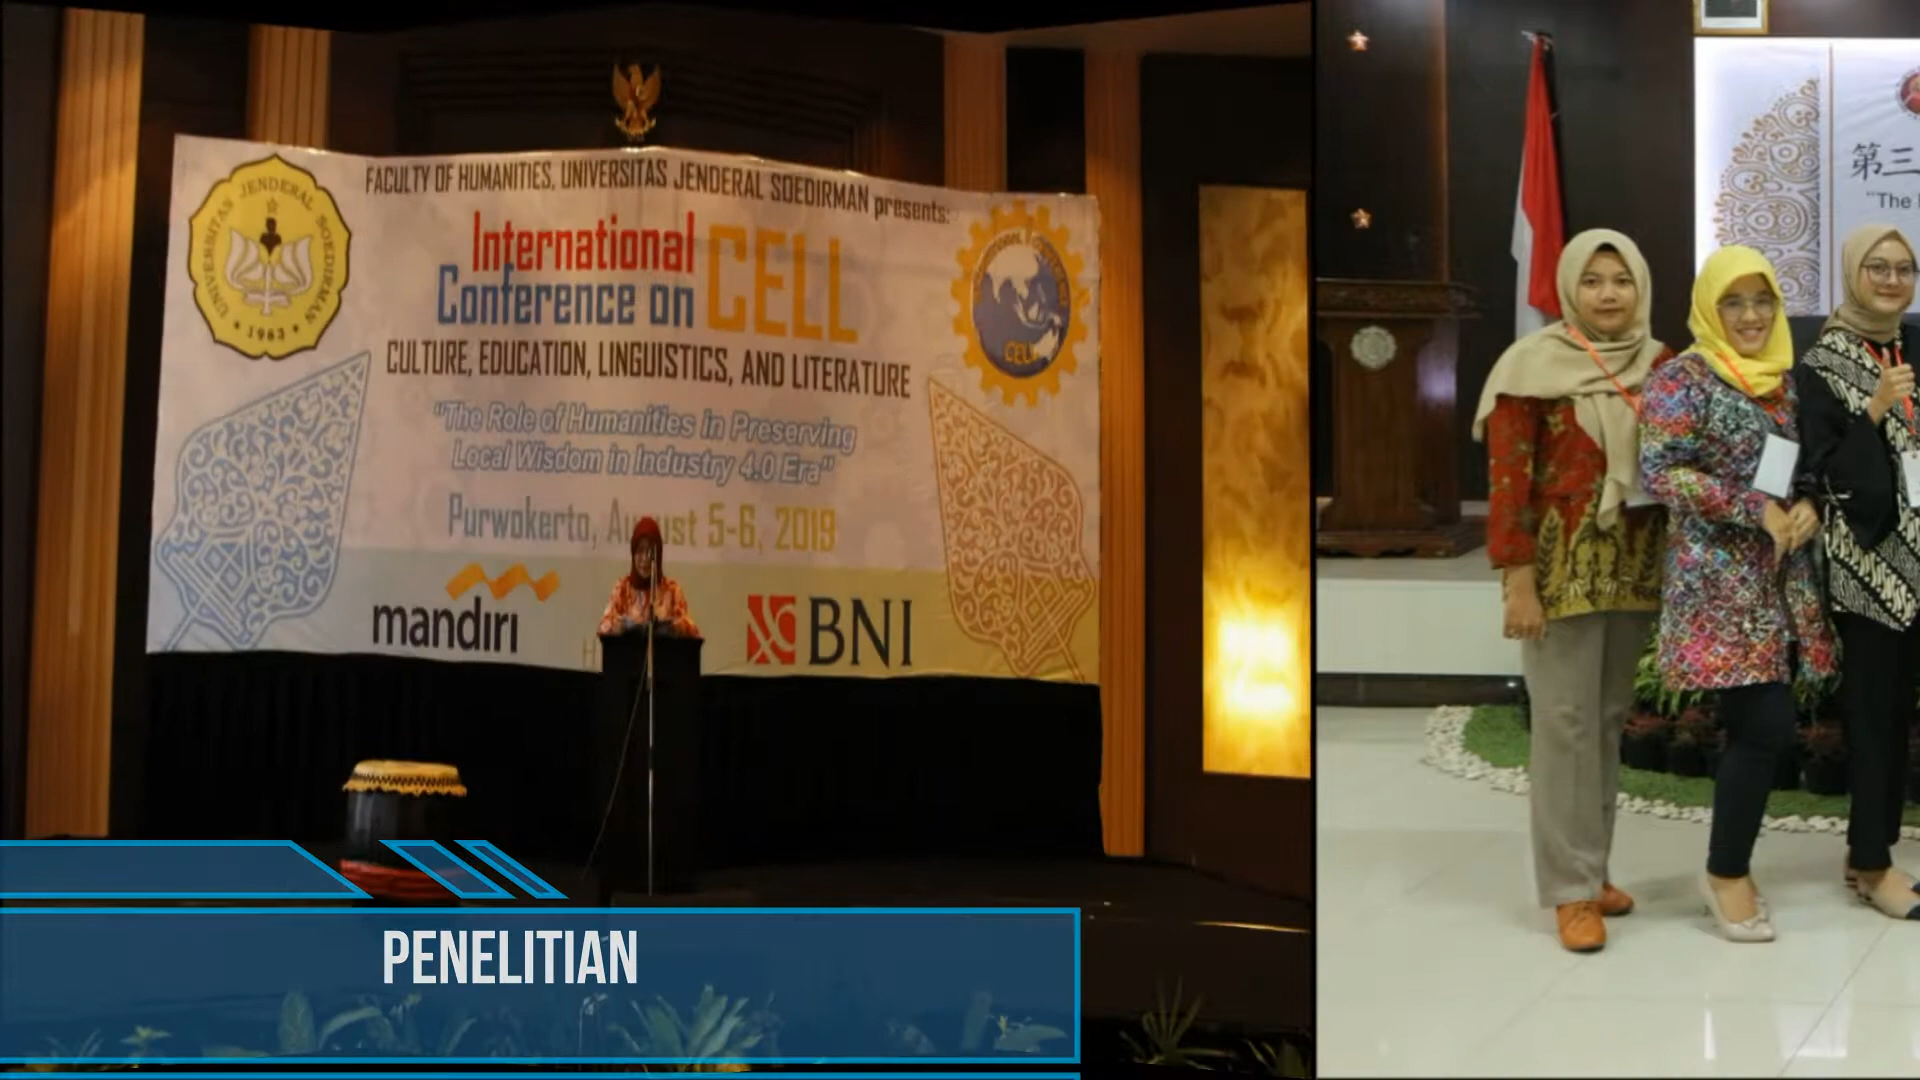 FACULTY OF HUMANITIES, UNIVERSITAS JENDERAL SOEDIRMAN presents:
International
Conference on CELL
CULTURE, EDUCATION, LINGUISTICS, AND LITERATURE
"The Role of Humanities in Preserving
Local Wisdom in Industry 4.0 Era"
Purwokerto, August 5-6, 2019
mandiri
BNI
UNIVERSITAS JENDERAL SOEDIRMAN
1963
CELL
第三
"The
PENELITIAN